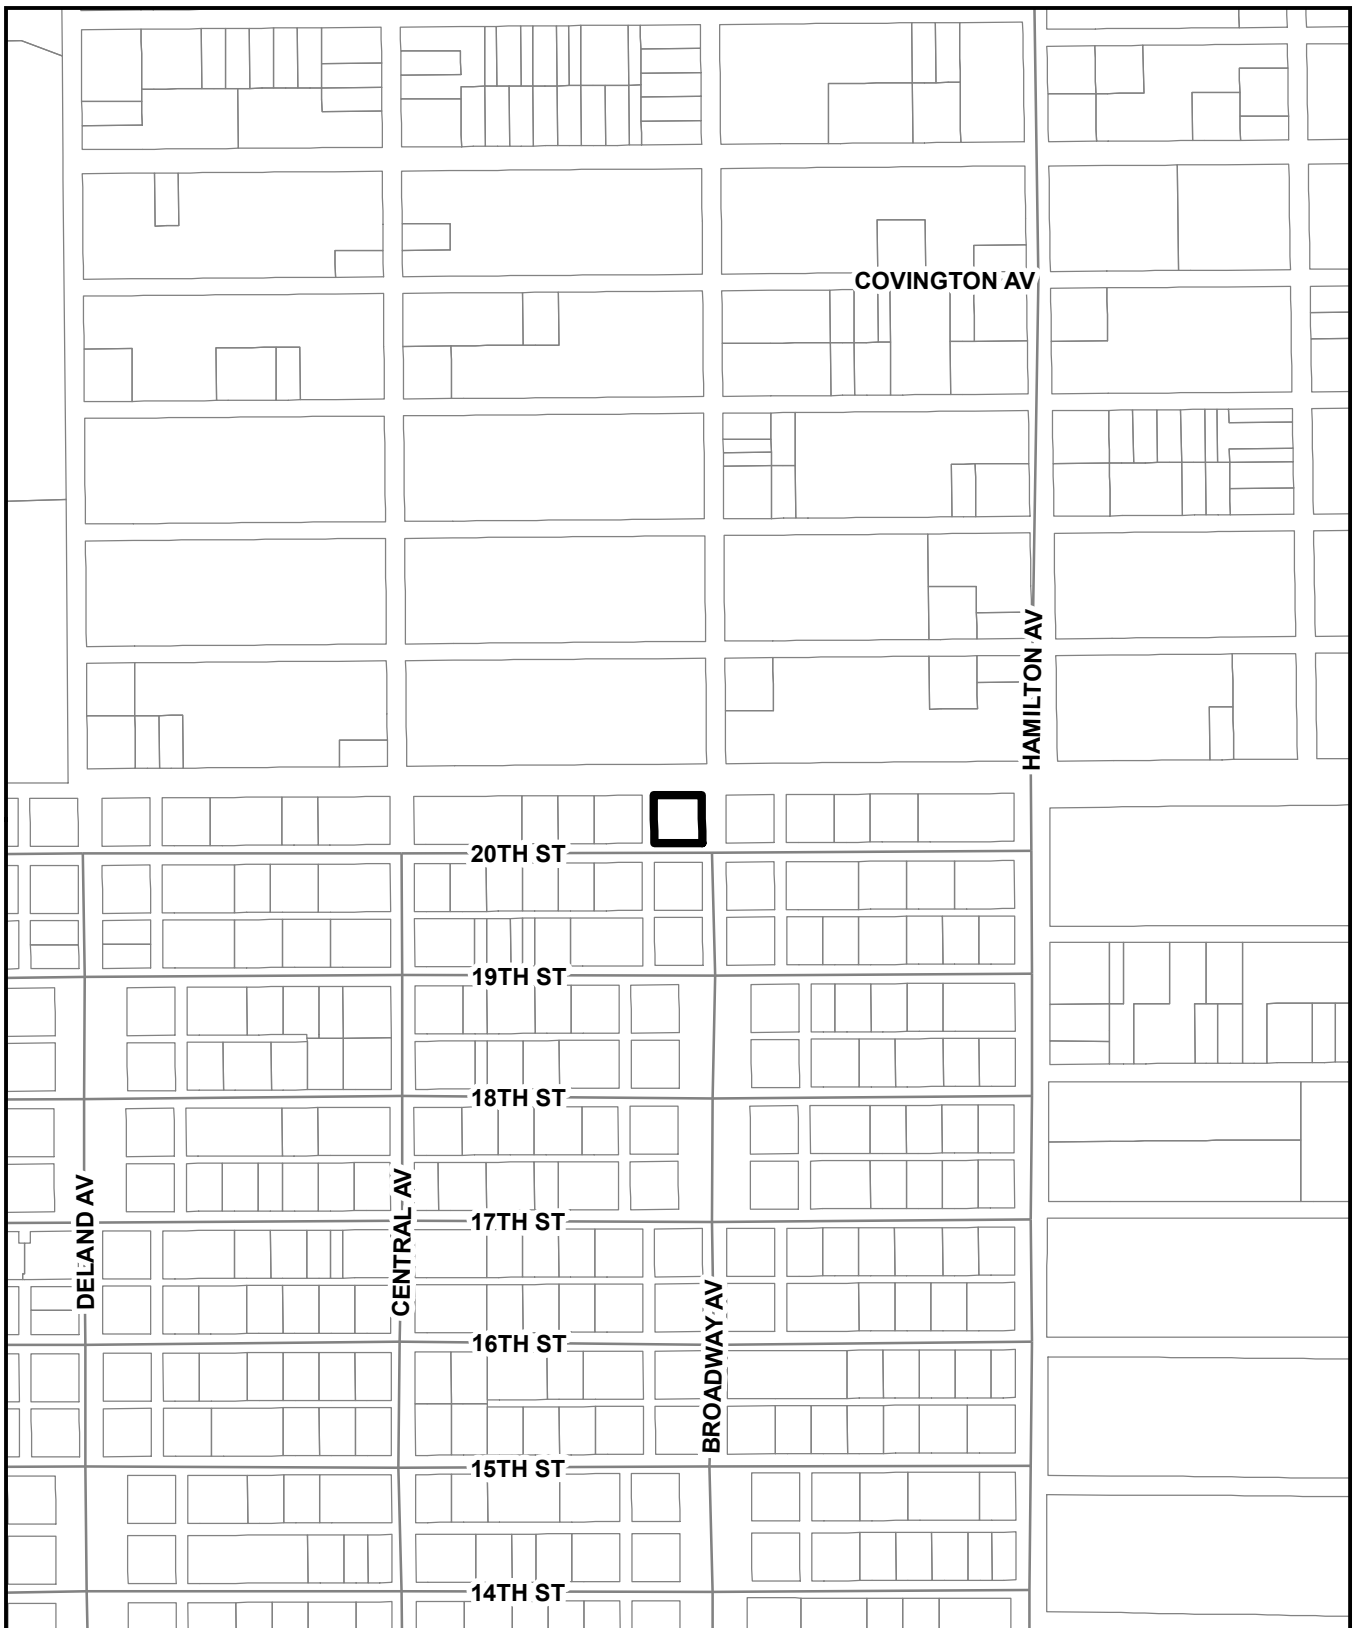 COVINGTON AV
HAMILTON AV
20TH ST
19TH ST
18TH ST
DELAND AV
CENTRAL AV
17TH ST
BROADWAY AV
16TH ST
15TH ST
14TH ST